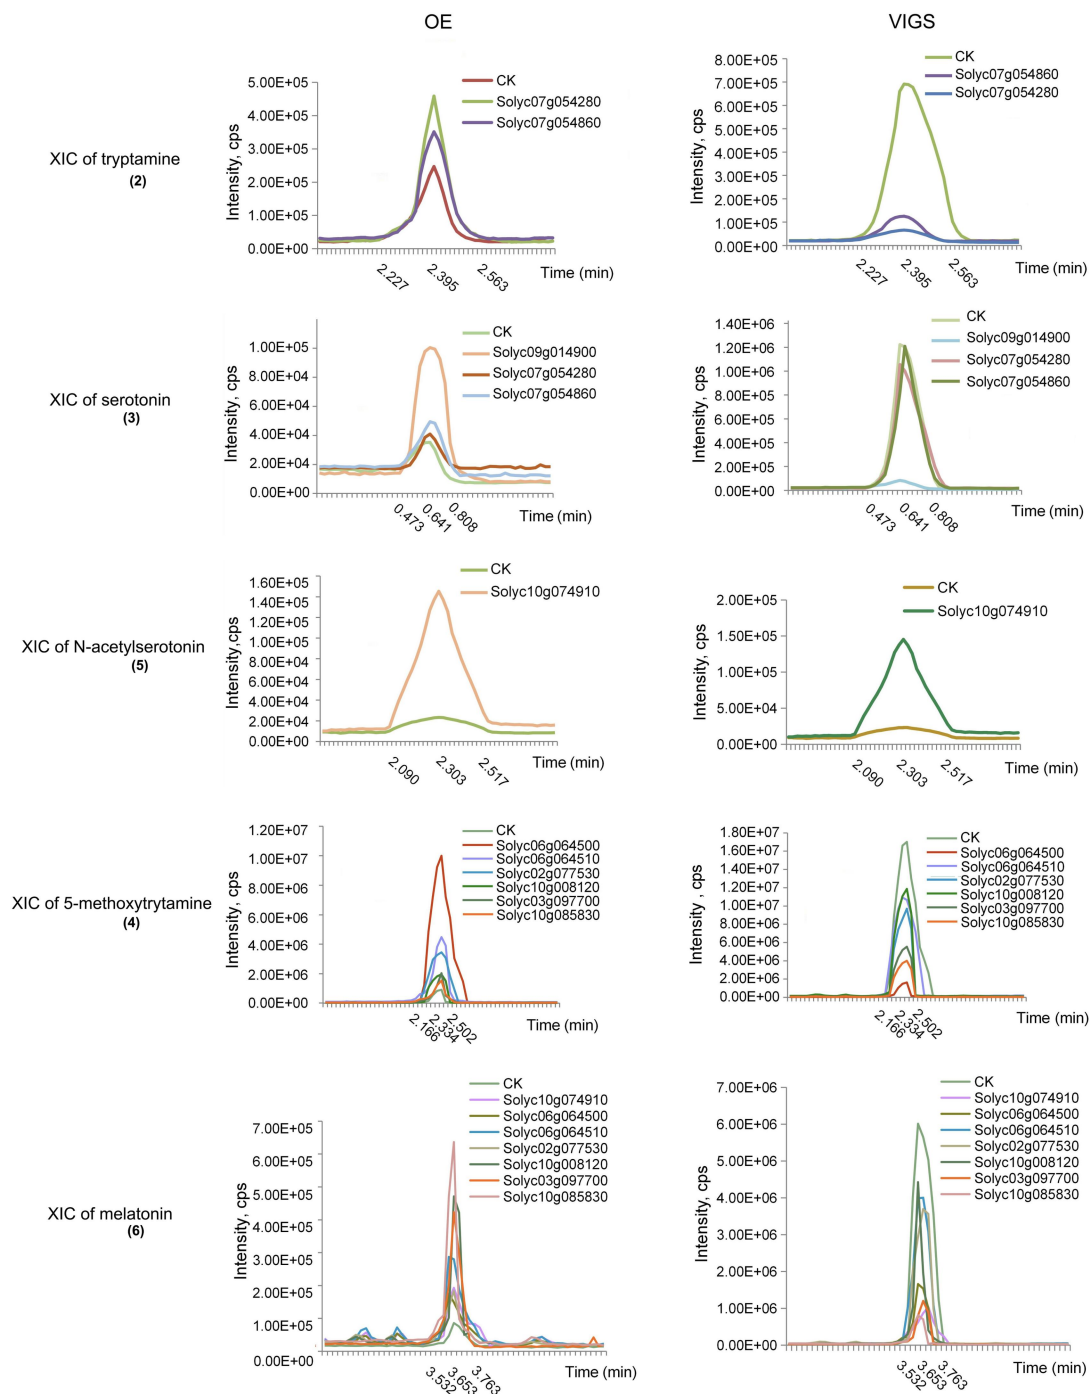 OE
VIGS
XIC of tryptamine
(2)
Intensity, cps
5.00E+05
4.00E+05
3.00E+05
2.00E+05
1.00E+05
0.00E+00
CK
Solyc07g054280
Solyc07g054860
2.227
2.395
2.563
Time (min)
Intensity, cps
8.00E+05
7.00E+05
6.00E+05
5.00E+05
4.00E+05
3.00E+05
2.00E+05
1.00E+05
0.00E+00
CK
Solyc07g054860
Solyc07g054280
2.227
2.395
2.563
Time (min)
XIC of serotonin
(3)
Intensity, cps
1.00E+05
8.00E+04
6.00E+04
4.00E+04
2.00E+04
0.00E+00
CK
Solyc09g014900
Solyc07g054280
Solyc07g054860
0.473
0.641
0.808
Time (min)
Intensity, cps
1.40E+06
1.20E+06
1.00E+06
8.00E+05
6.00E+05
4.00E+05
2.00E+05
0.00E+00
CK
Solyc09g014900
Solyc07g054280
Solyc07g054860
0.473
0.641
0.808
Time (min)
XIC of N-acetylserotonin
(5)
Intensity,cps
1.60E+05
1.40E+05
1.20E+05
1.00E+05
8.00E+04
6.00E+04
4.00E+04
2.00E+04
0.00E+00
CK
Solyc10g074910
2.090
2.303
2.517
Time (min)
Intensity, cps
2.00E+05
1.50E+05
1.00E+05
5.00E+04
0.00E+00
CK
Solyc10g074910
2.090
2.303
2.517
Time (min)
XIC of 5-methoxytrytamine
(4)
Intensity, cps
1.20E+07
1.00E+07
8.00E+06
6.00E+06
4.00E+06
2.00E+06
0.00E+00
CK
Solyc06g064500
Solyc06g064510
Solyc02g077530
Solyc10g008120
Solyc03g097700
Solyc10g085830
2.166
2.334
2.502
Time (min)
Intensity , cps
1.80E+07
1.60E+07
1.40E+07
1.20E+07
1.00E+07
8.00E+06
6.00E+06
4.00E+06
2.00E+06
0.00E+00
CK
Solyc06g064500
Solyc06g064510
Solyc02g077530
Solyc10g008120
Solyc03g097700
Solyc10g085830
2.166
2.334
2.502
Time (min)
XIC of melatonin
(6)
Intensity, cps
7.00E+05
6.00E+05
5.00E+05
4.00E+05
3.00E+05
2.00E+05
1.00E+05
0.00E+00
CK
Solyc10g074910
Solyc06g064500
Solyc06g064510
Solyc02g077530
Solyc10g008120
Solyc03g097700
Solyc10g085830
3.532
3.653
3.763
Time (min)
Intensity, cps
7.00E+06
6.00E+06
5.00E+06
4.00E+06
3.00E+06
2.00E+06
1.00E+06
0.00E+00
CK
Solyc10g074910
Solyc06g064500
Solyc06g064510
Solyc02g077530
Solyc10g008120
Solyc03g097700
Solyc10g085830
3.532
3.653
3.763
Time (min)